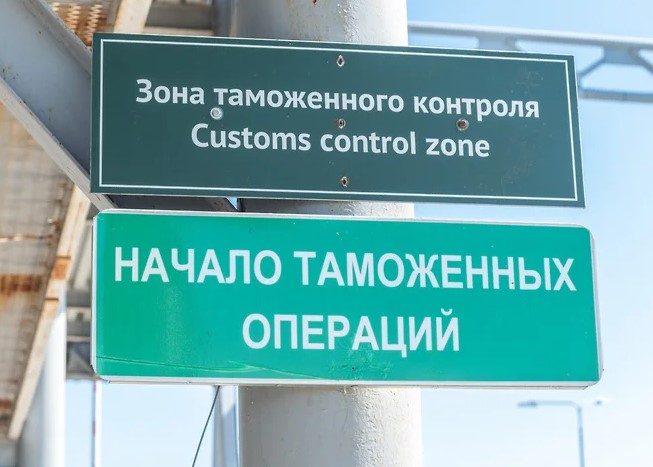 Зона таможенного контроля
Customs control zone
НАЧАЛО ТАМОЖЕННЫХ
ОПЕРАЦИЙ